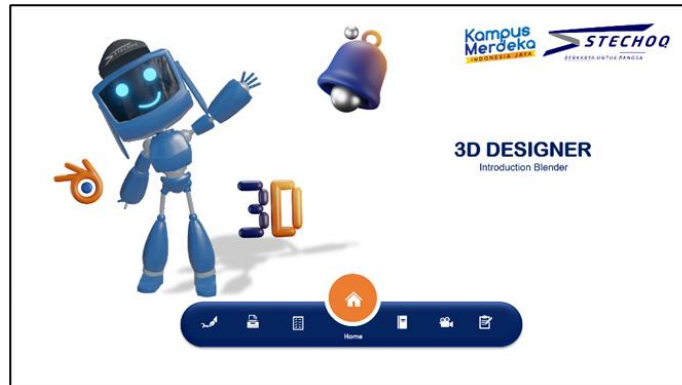 Kampus
Merdeka
INDONESIA JAYA
STECHOQ
BERKARYA UNTUK BANGSA
3D DESIGNER
Introduction Blender
3D
Home